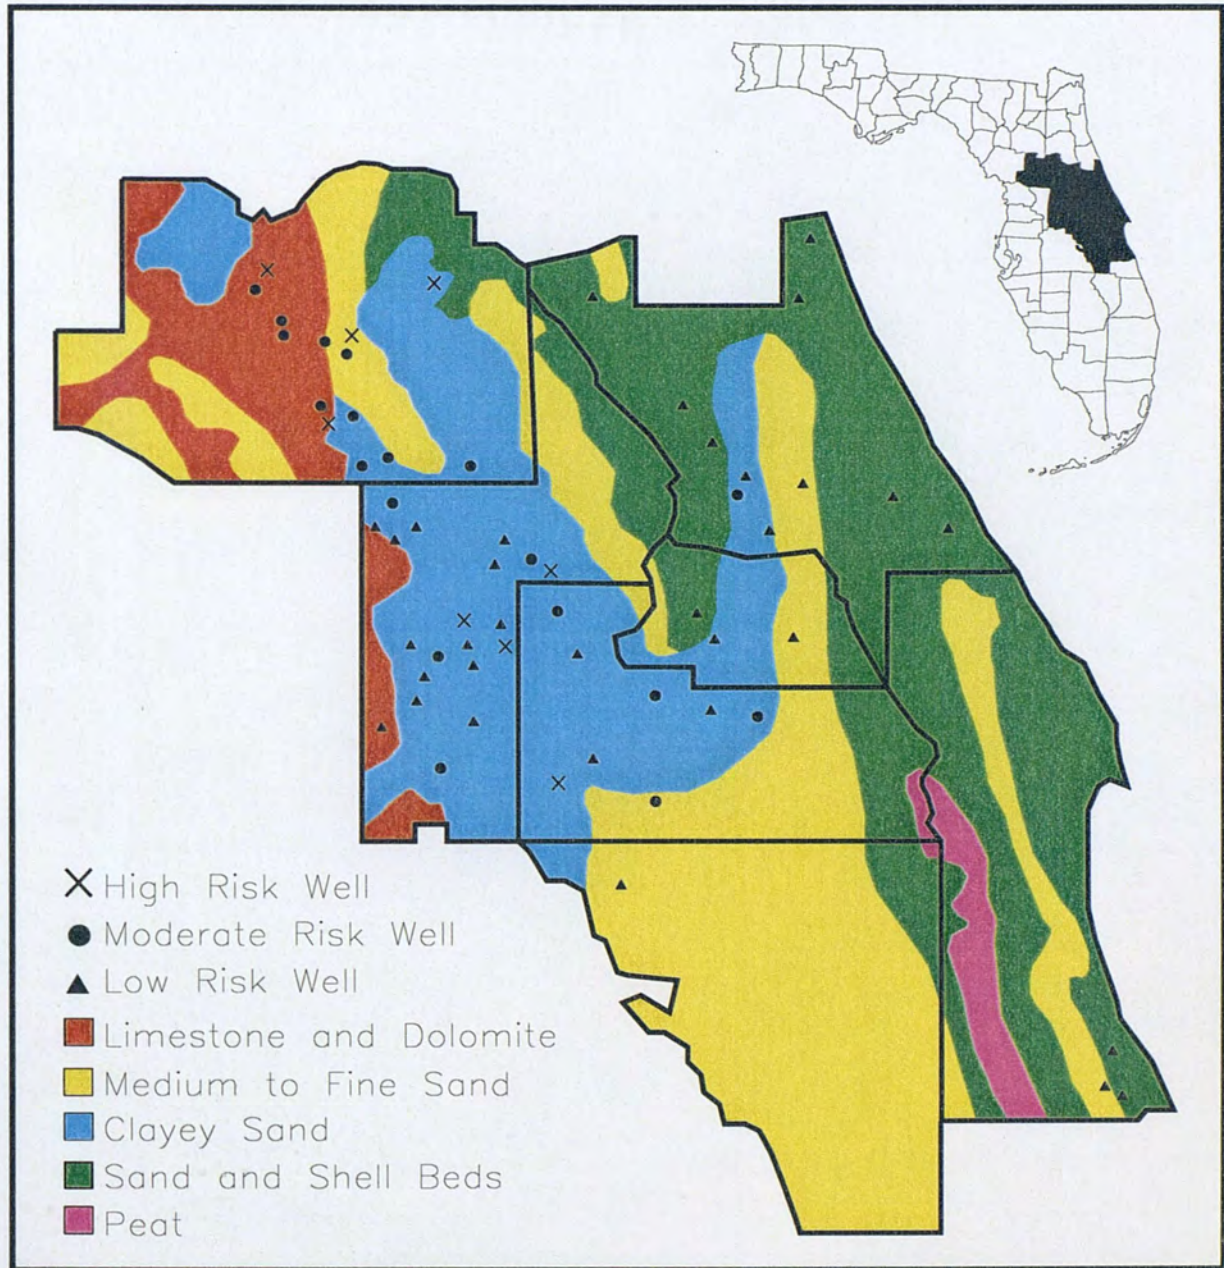 High Risk Well
Moderate Risk Well
Low Risk Well
Limestone and Dolomite
Medium to Fine Sand
Clayey Sand
Sand and Shell Beds
Peat